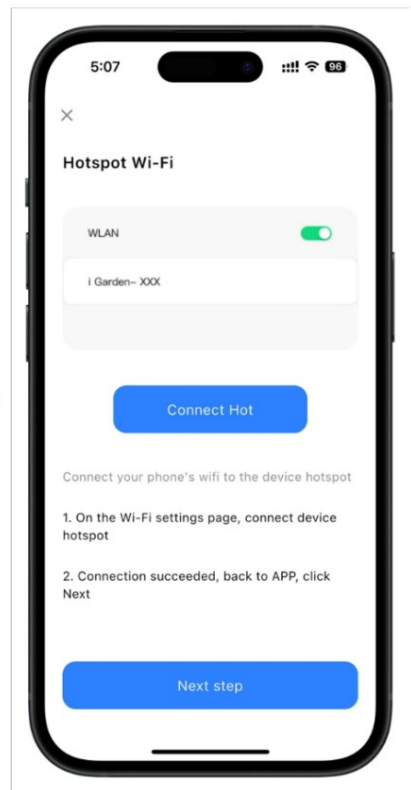 5:07
96
Hotspot Wi-Fi
WLAN
i Garden– XXX
Connect Hot
Connect your phone's wifi to the device hotspot
1. On the Wi-Fi settings page, connect device
hotspot
2. Connection succeeded, back to APP, click
Next
Next step